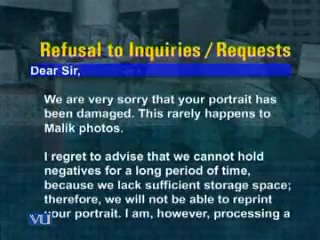 Refusal to Inquiries / Requests
Dear Sir,
We are very sorry that your portrait has
been damaged. This rarely happens to
Malik photos.
I regret to advise that we cannot hold
negatives for a long period of time,
because we lack sufficient storage space;
therefore, we will not be able to reprint
your portrait. I am, however, processing a
VU